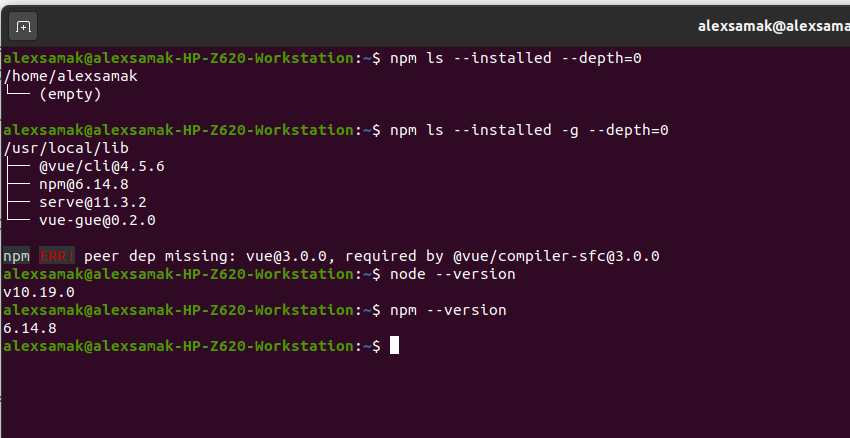 alexsamak@alexsama
alexsamak@alexsamak-HP-Z620-Workstation:~$ npm ls --installed --depth=0
/home/alexsamak
└── (empty)
alexsamak@alexsamak-HP-Z620-Workstation:~$ npm ls --installed -g --depth=0
/usr/local/lib
├── @vue/cli@4.5.6
├── npm@6.14.8
├── serve@11.3.2
└── vue-gue@0.2.0
npm ERR! peer dep missing: vue@3.0.0, required by @vue/compiler-sfc@3.0.0
alexsamak@alexsamak-HP-Z620-Workstation:~$ node --version
v10.19.0
alexsamak@alexsamak-HP-Z620-Workstation:~$ npm --version
6.14.8
alexsamak@alexsamak-HP-Z620-Workstation:~$